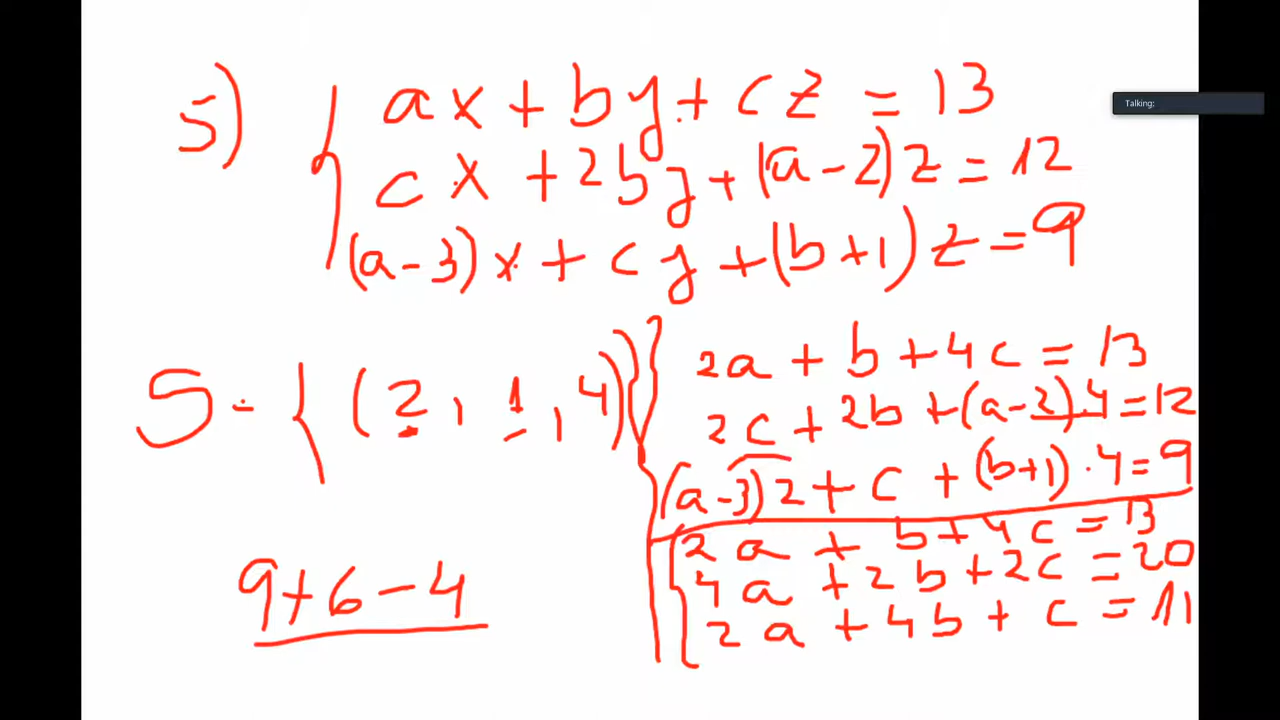 5) { ax + by + cz = 13
cx + 2by + (a-2)z = 12
(a-3)x + cy + (b+1)z = 9
Talking:
S = { (2, 1, 4) }
2a + b + 4c = 13
2c + 2b + (a-2).4 = 12
(a-3)2 + c + (b+1).4 = 9
2a + b + 4c = 13
4a + 2b + 2c = 20
2a + 4b + c = 11
9+6-4